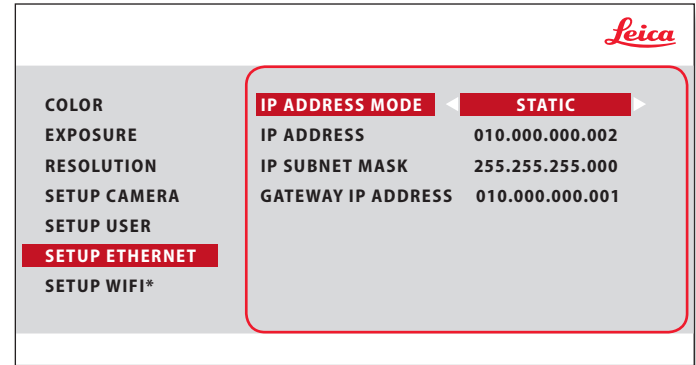 Leica
COLOR
EXPOSURE
RESOLUTION
SETUP CAMERA
SETUP USER
SETUP ETHERNET
SETUP WIFI*
IP ADDRESS MODE STATIC
IP ADDRESS 010.000.000.002
IP SUBNET MASK 255.255.255.000
GATEWAY IP ADDRESS 010.000.000.001